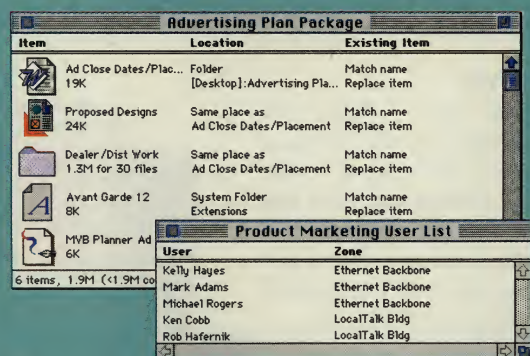 Advertising Plan Package
Item Location Existing Item
Ad Close Dates/Plac... Folder Match name
19K [Desktop]:Advertising Pla... Replace item
Proposed Designs Same place as Match name
24K Ad Close Dates/Placement Replace item
Dealer/Dist Work Same place as Match name
1.3M for 30 files Ad Close Dates/Placement Replace item
Avant Garde 12 System Folder Match name
8K Extensions Replace item
MVB Planner Ad
6K
6 items, 1.9M (<1.9M co
Product Marketing User List
User Zone
Kelly Hayes Ethernet Backbone
Mark Adams Ethernet Backbone
Michael Rogers Ethernet Backbone
Ken Cobb LocalTalk Bldg
Rob Hafernik LocalTalk Bldg